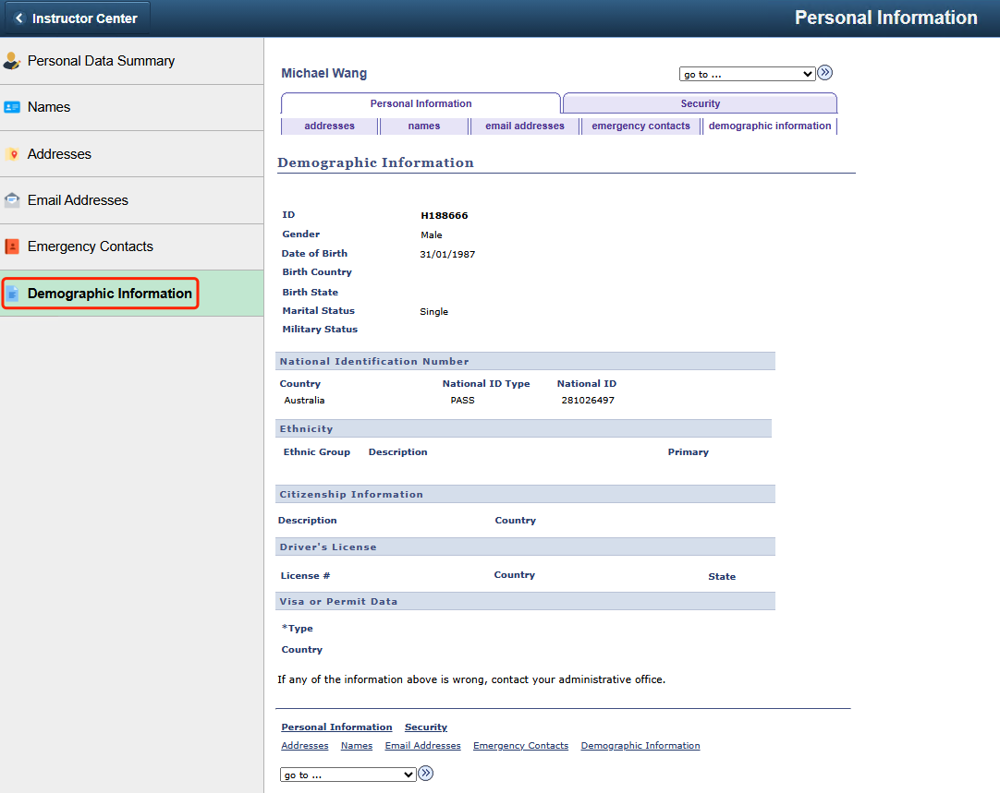 Instructor Center
Personal Information
Personal Data Summary
Names
Addresses
Email Addresses
Emergency Contacts
Demographic Information
Michael Wang
go to ...
Personal Information Security
addresses names email addresses emergency contacts demographic information
Demographic Information
ID H188666
Gender Male
Date of Birth 31/01/1987
Birth Country
Birth State
Marital Status Single
Military Status
National Identification Number
Country National ID Type National ID
Australia PASS 281026497
Ethnicity
Ethnic Group Description Primary
Citizenship Information
Description Country
Driver's License
License # Country State
Visa or Permit Data
*Type
Country
If any of the information above is wrong, contact your administrative office.
Personal Information Security
Addresses Names Email Addresses Emergency Contacts Demographic Information
go to ...